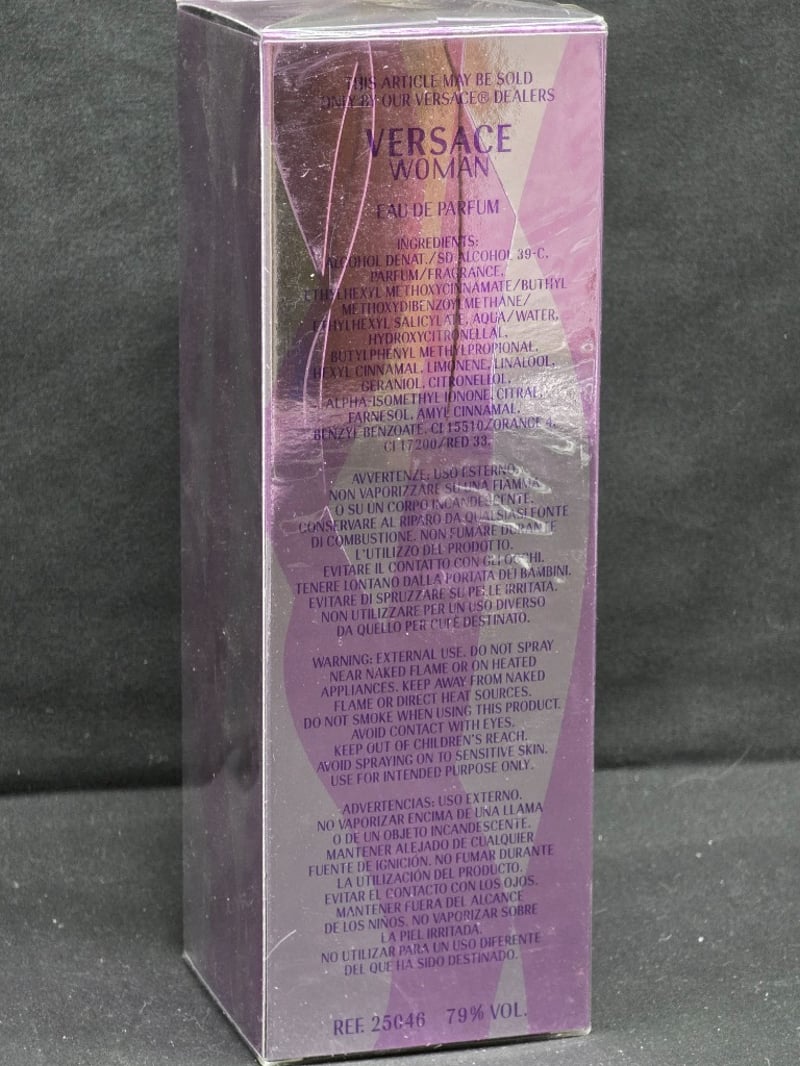 THIS ARTICLE MAY BE SOLD
ONLY BY OUR VERSACE® DEALERS
VERSACE
WOMAN
EAU DE PARFUM
INGREDIENTS:
ALCOHOL DENAT./SD ALCOHOL 39-C,
PARFUM/FRAGRANCE,
ETHYLHEXYL METHOXYCINNAMATE/BUTHYL
METHOXYDIBENZOYLMETHANE/
ETHYLHEXYL SALICYLATE, AQUA/WATER,
HYDROXYCITRONELLAL,
BUTYLPHENYL METHYLPROPIONAL,
HEXYL CINNAMAL, LIMONENE, LINALOOL,
GERANIOL, CITRONELLOL,
ALPHA-ISOMETHYL IONONE, CITRAL,
FARNESOL, AMYL CINNAMAL,
BENZYL BENZOATE, CI 15510/ORANGE 4,
CI 17200/RED 33.
AVVERTENZE: USO ESTERNO.
NON VAPORIZZARE SU UNA FIAMMA
O SU UN CORPO INCANDESCENTE.
CONSERVARE AL RIPARO DA QUALSIASI FONTE
DI COMBUSTIONE. NON FUMARE DURANTE
L'UTILIZZO DEL PRODOTTO.
EVITARE IL CONTATTO CON GLI OCCHI.
TENERE LONTANO DALLA PORTATA DEI BAMBINI.
EVITARE DI SPRUZZARE SU PELLE IRRITATA.
NON UTILIZZARE PER UN USO DIVERSO
DA QUELLO PER CUI È DESTINATO.
WARNING: EXTERNAL USE. DO NOT SPRAY
NEAR NAKED FLAME OR ON HEATED
APPLIANCES. KEEP AWAY FROM NAKED
FLAME OR DIRECT HEAT SOURCES.
DO NOT SMOKE WHEN USING THIS PRODUCT.
AVOID CONTACT WITH EYES.
KEEP OUT OF CHILDREN'S REACH.
AVOID SPRAYING ON TO SENSITIVE SKIN.
USE FOR INTENDED PURPOSE ONLY.
ADVERTENCIAS: USO EXTERNO.
NO VAPORIZAR ENCIMA DE UNA LLAMA
O DE UN OBJETO INCANDESCENTE.
MANTENER ALEJADO DE CUALQUIER
FUENTE DE IGNICIÓN. NO FUMAR DURANTE
LA UTILIZACIÓN DEL PRODUCTO.
EVITAR EL CONTACTO CON LOS OJOS.
MANTENER FUERA DEL ALCANCE
DE LOS NIÑOS. NO VAPORIZAR SOBRE
LA PIEL IRRITADA.
NO UTILIZAR PARA UN USO DIFERENTE
DEL QUE HA SIDO DESTINADO.
REF. 25046 79% VOL.